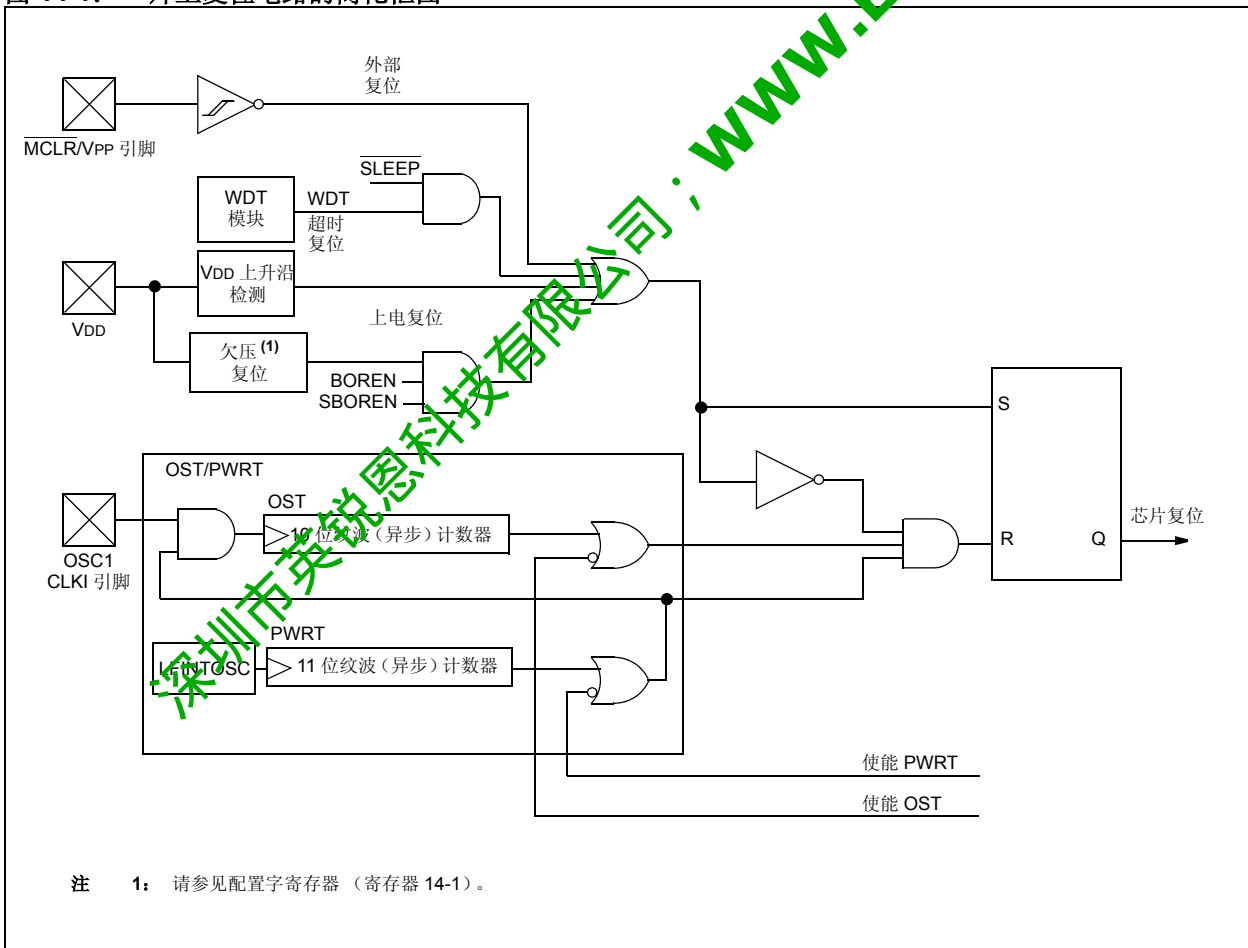 外部
复位
MCLR/VPP 引脚
SLEEP
WDT
模块
WDT
超时
复位
VDD 上升沿
检测
VDD
上电复位
欠压 (1)
复位
BOREN
SBOREN
OST/PWRT
OST
10 位纹波（异步）计数器
OSC1
CLKI 引脚
PWRT
LFINTOSC
11 位纹波（异步）计数器
S
R
Q
芯片复位
使能 PWRT
使能 OST
注 1： 请参见配置字寄存器 （寄存器 14-1）。
深圳市英锐恩科技有限公司；www.